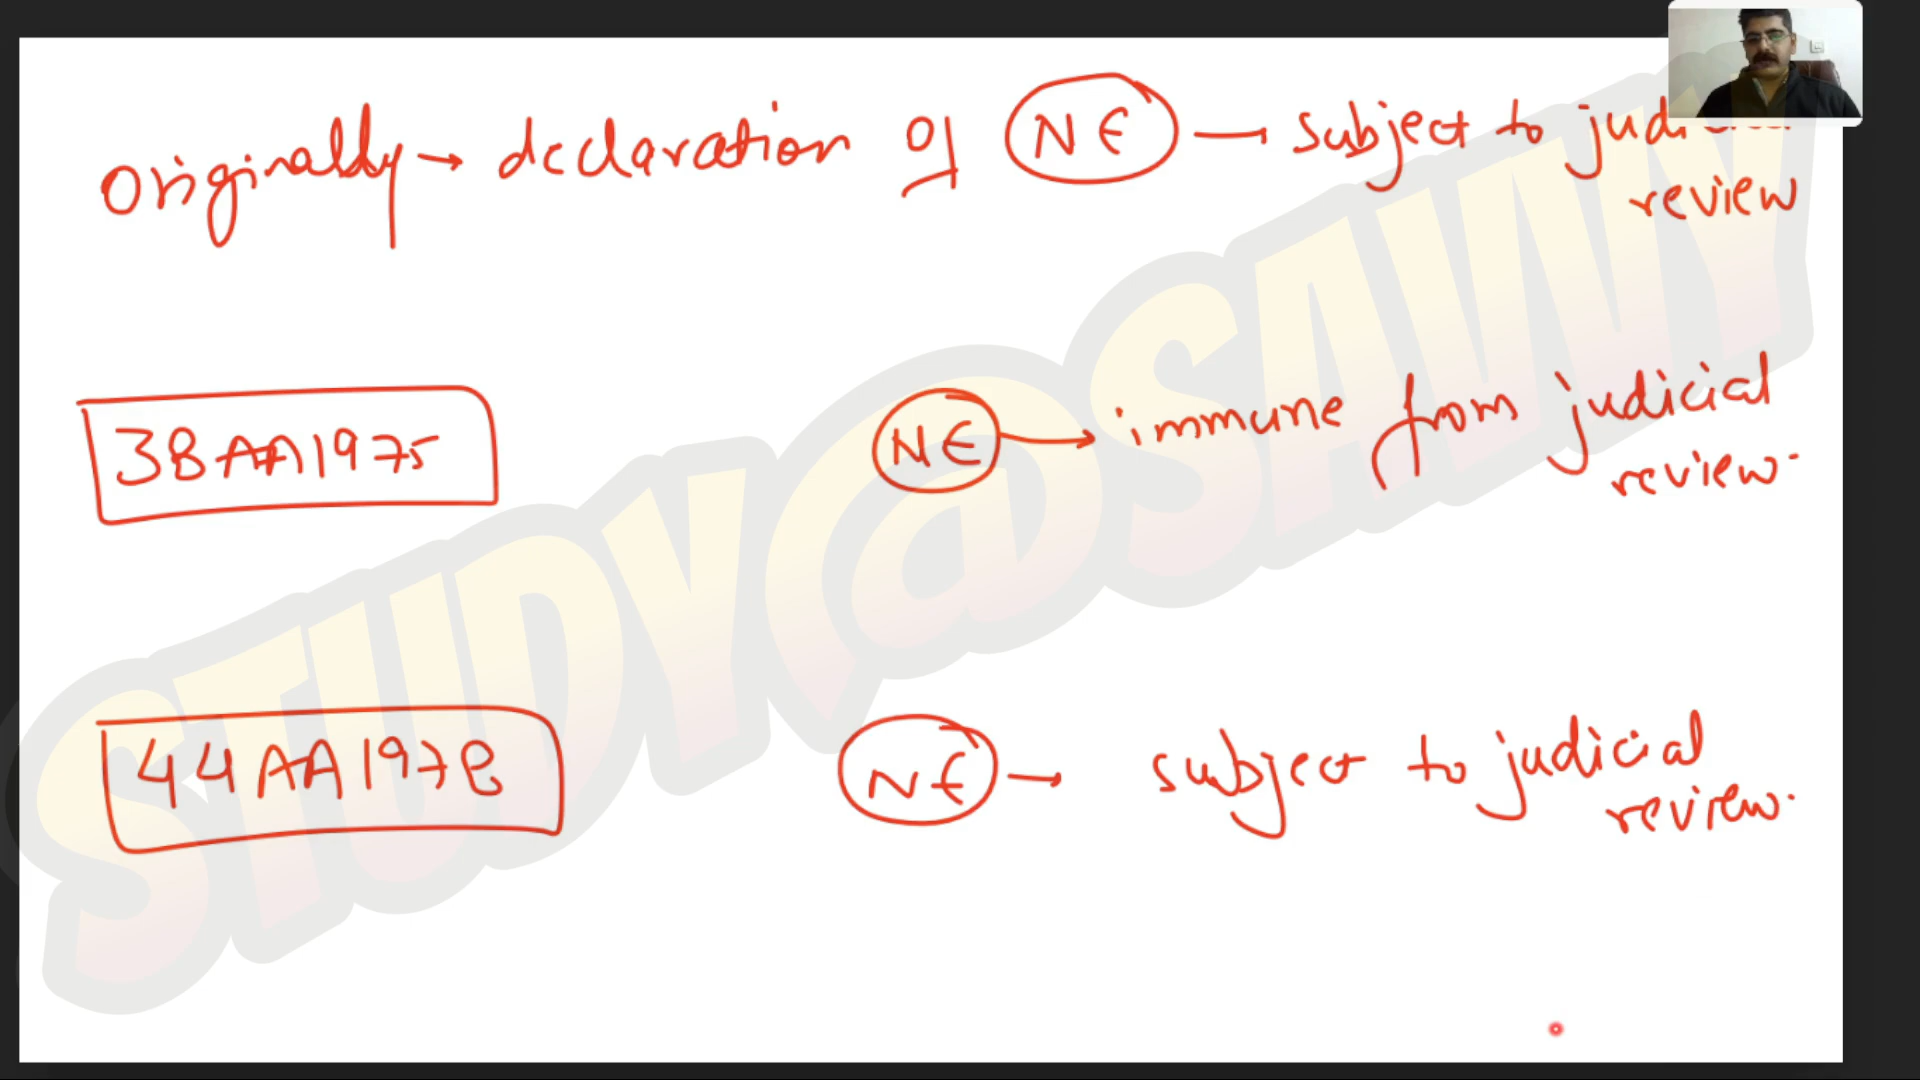 Originally → declaration of NE → subject to judicial
review
38AA1975 NE → immune from judicial
review.
44AA1978 NE → subject to judicial
review.
STUDY@SAVVY